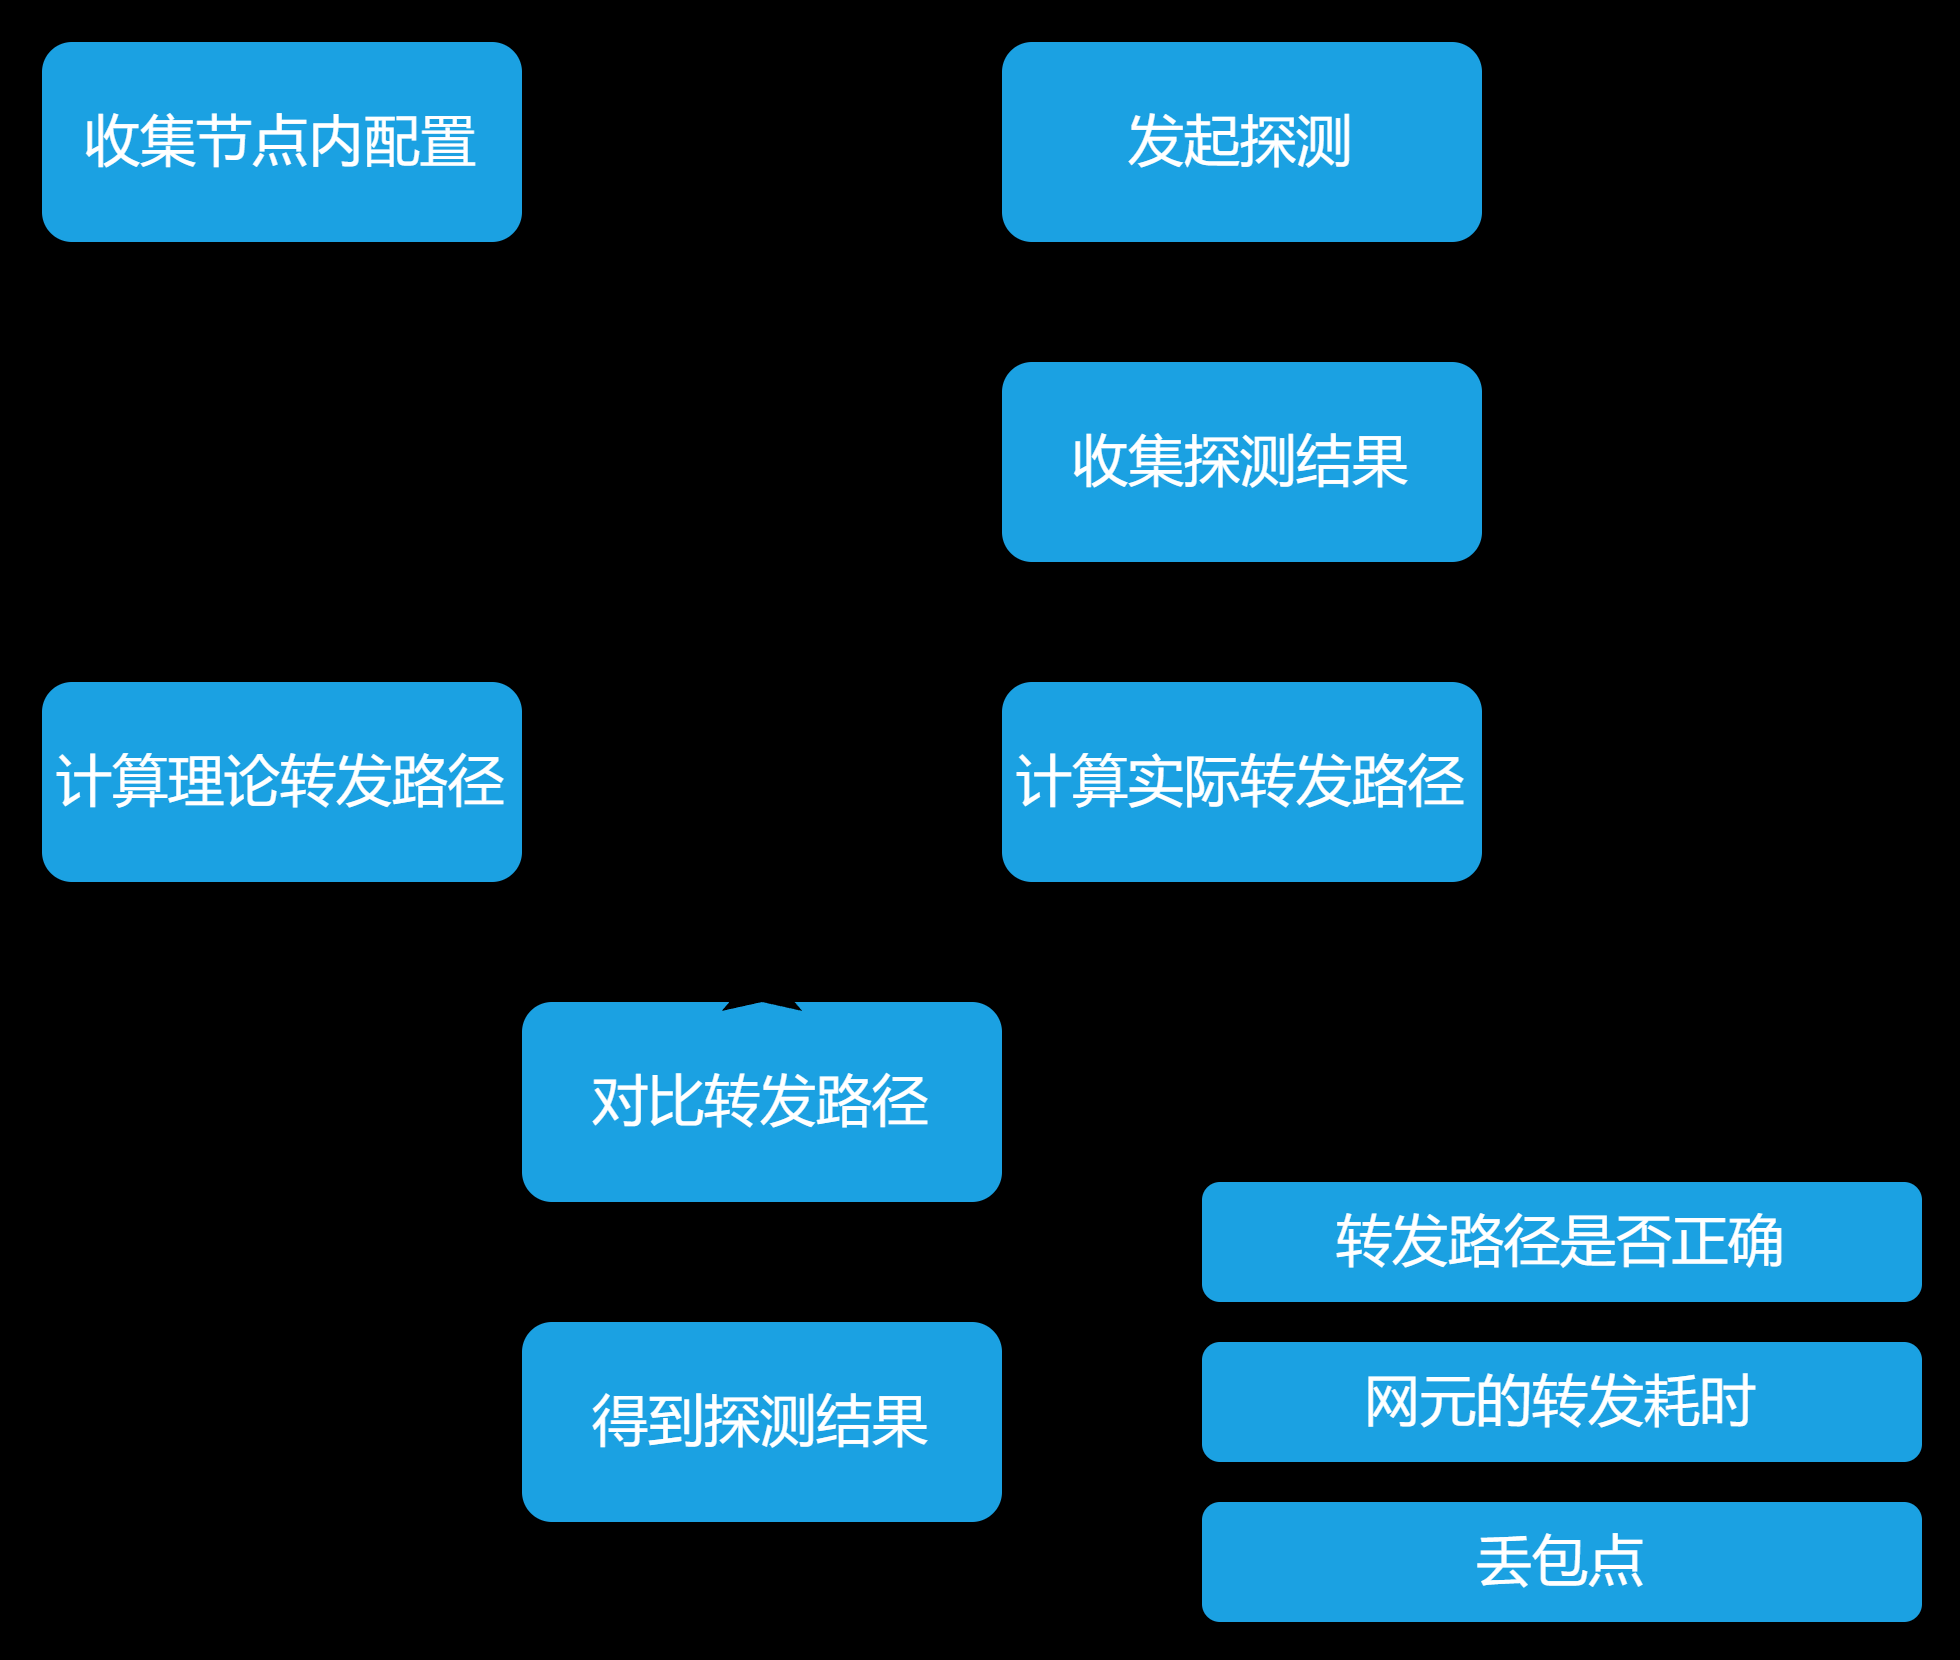 收集节点内配置
发起探测
收集探测结果
计算理论转发路径
计算实际转发路径
对比转发路径
转发路径是否正确
得到探测结果
网元的转发耗时
丢包点